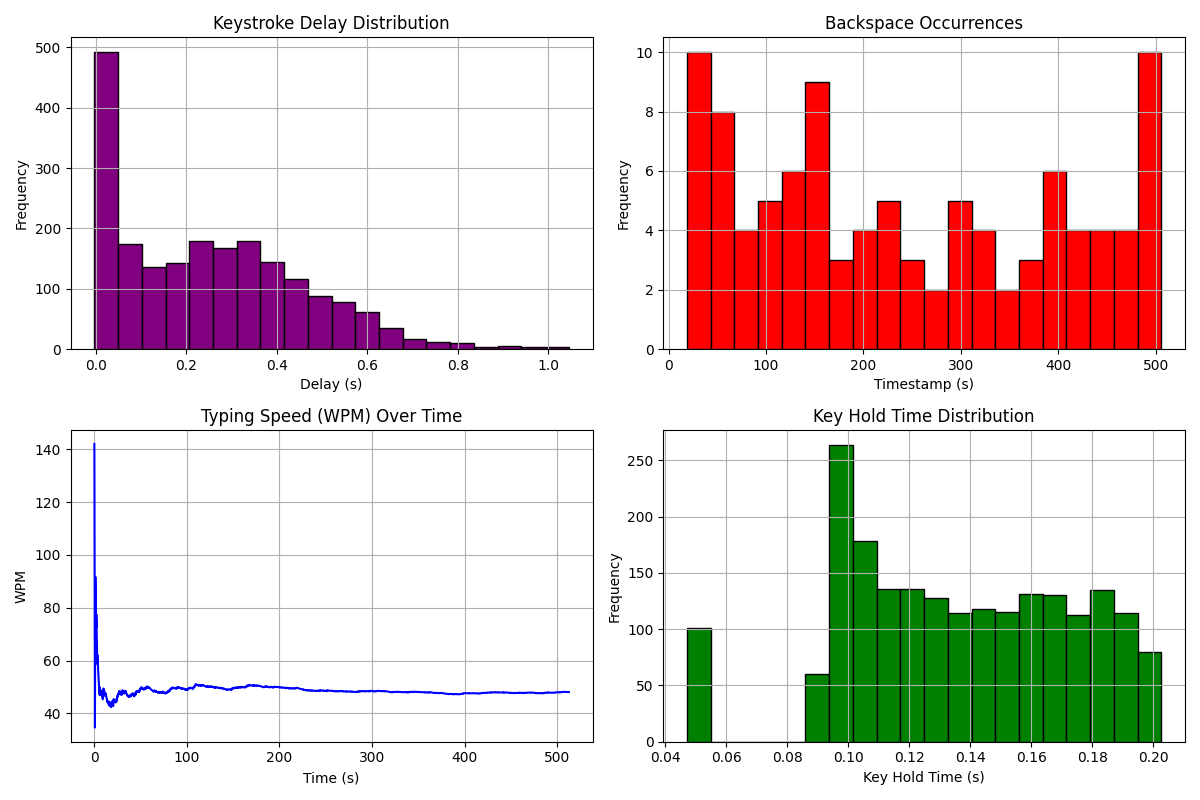 Keystroke Delay Distribution
500
400
300
200
100
0
Frequency
0.0 0.2 0.4 0.6 0.8 1.0
Delay (s)
Backspace Occurrences
10
8
6
4
2
0
Frequency
0 100 200 300 400 500
Timestamp (s)
Typing Speed (WPM) Over Time
140
120
100
80
60
40
WPM
0 100 200 300 400 500
Time (s)
Key Hold Time Distribution
250
200
150
100
50
0
Frequency
0.04 0.06 0.08 0.10 0.12 0.14 0.16 0.18 0.20
Key Hold Time (s)